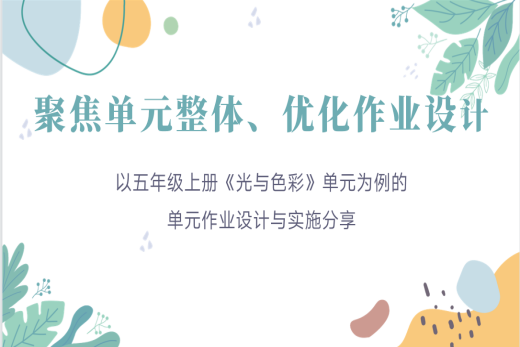 聚焦单元整体、优化作业设计
以五年级上册《光与色彩》单元为例的
单元作业设计与实施分享